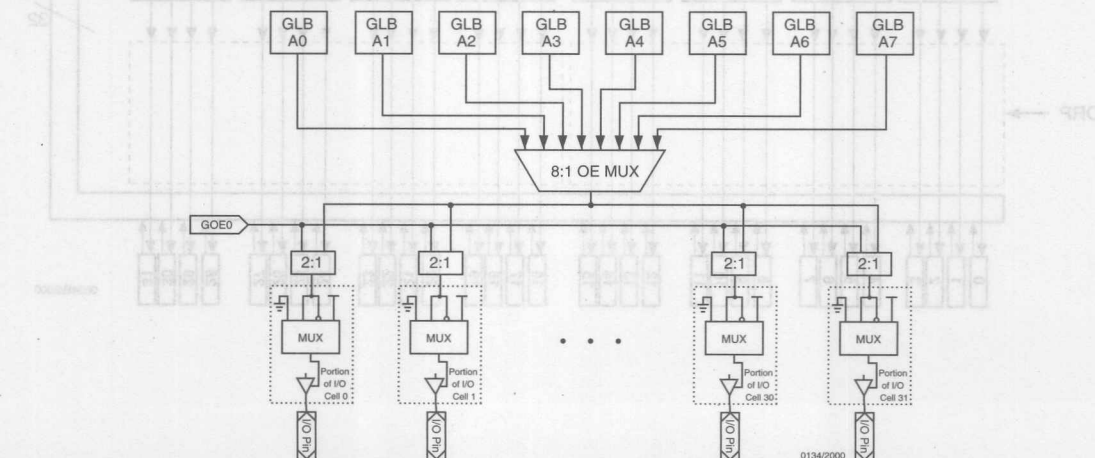 GLB A0
GLB A1
GLB A2
GLB A3
GLB A4
GLB A5
GLB A6
GLB A7
8:1 OE MUX
GOE0
2:1
2:1
2:1
2:1
MUX
MUX
MUX
MUX
Portion of I/O Cell 0
Portion of I/O Cell 1
Portion of I/O Cell 30
Portion of I/O Cell 31
I/O Pin
I/O Pin
I/O Pin
I/O Pin
0134/2000